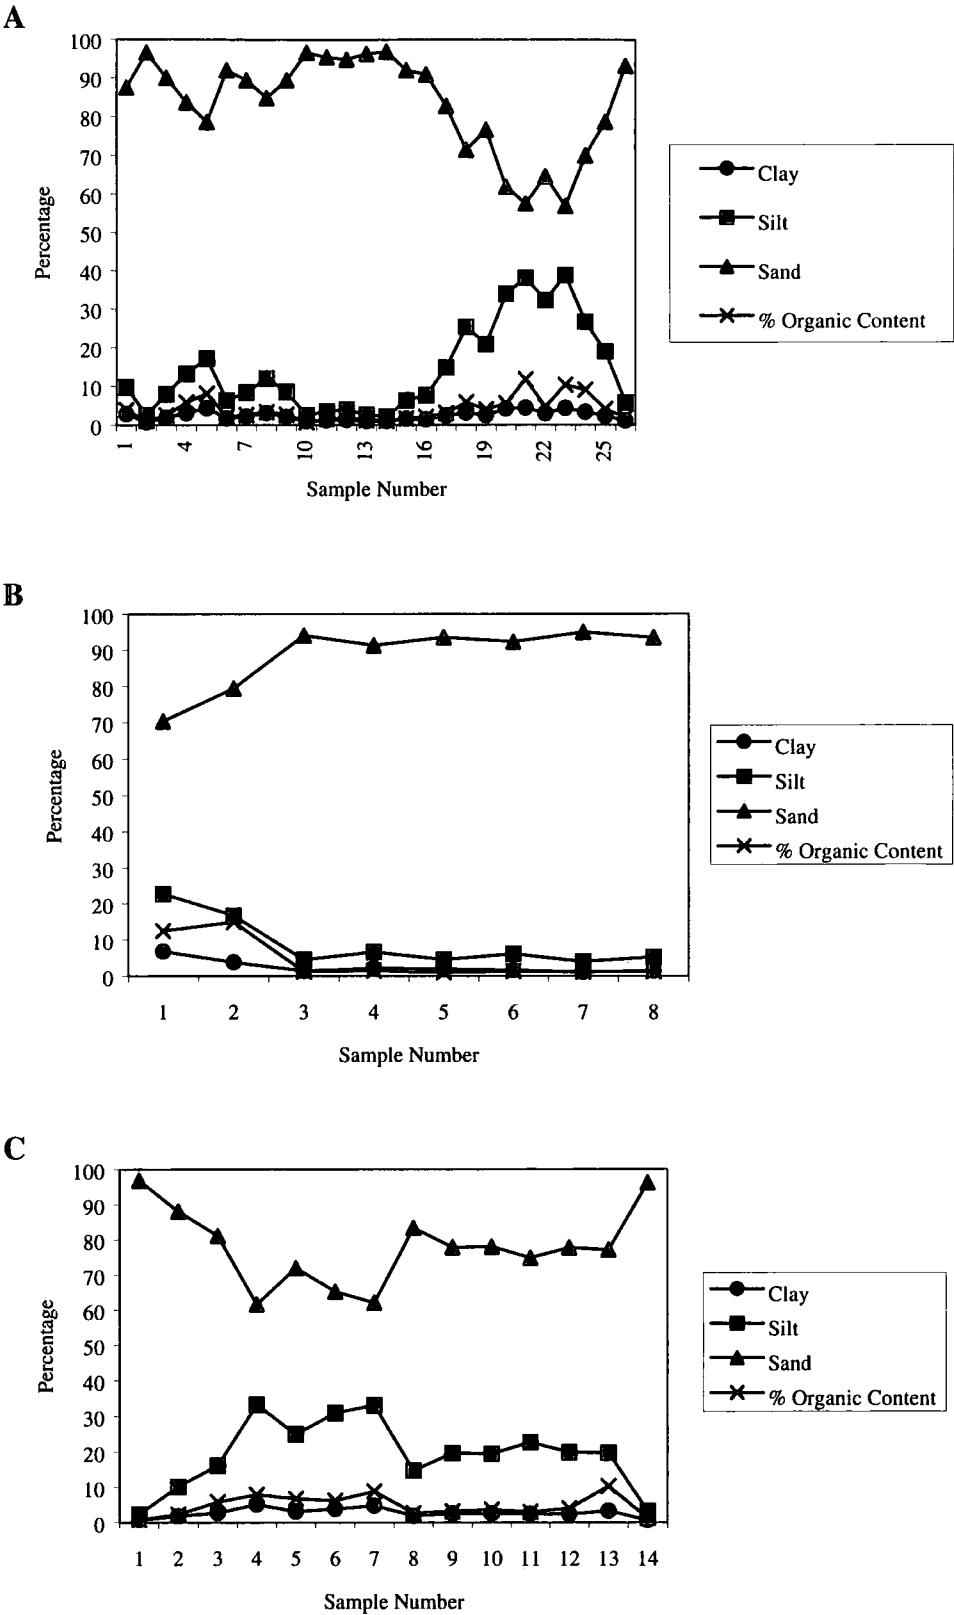 A
100
90
80
70
60
50
40
30
20
10
0
Percentage
1 4 7 10 13 16 19 22 25
Sample Number
Clay
Silt
Sand
% Organic Content
B
100
90
80
70
60
50
40
30
20
10
0
Percentage
1 2 3 4 5 6 7 8
Sample Number
Clay
Silt
Sand
% Organic Content
C
100
90
80
70
60
50
40
30
20
10
0
Percentage
1 2 3 4 5 6 7 8 9 10 11 12 13 14
Sample Number
Clay
Silt
Sand
% Organic Content